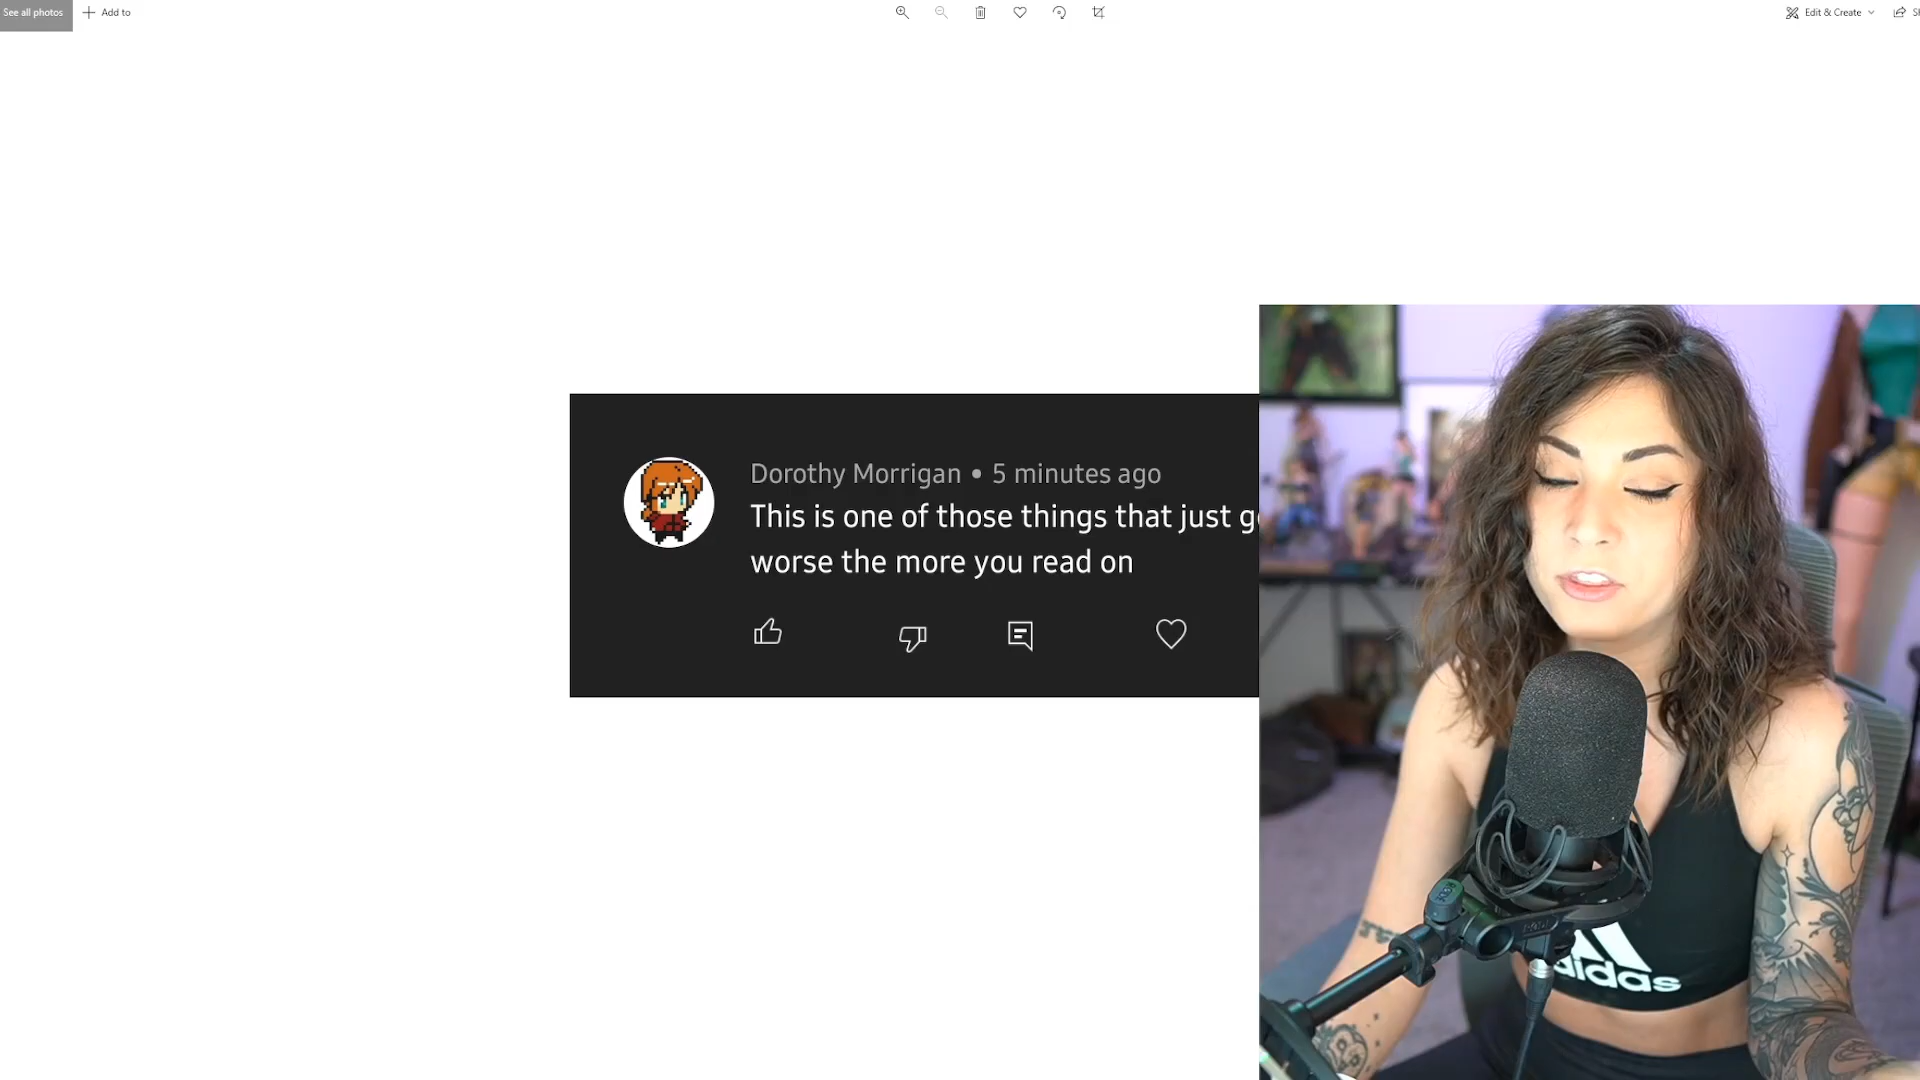 See all photos
Add to
Edit & Create
Dorothy Morrigan • 5 minutes ago
This is one of those things that just
worse the more you read on
adidas